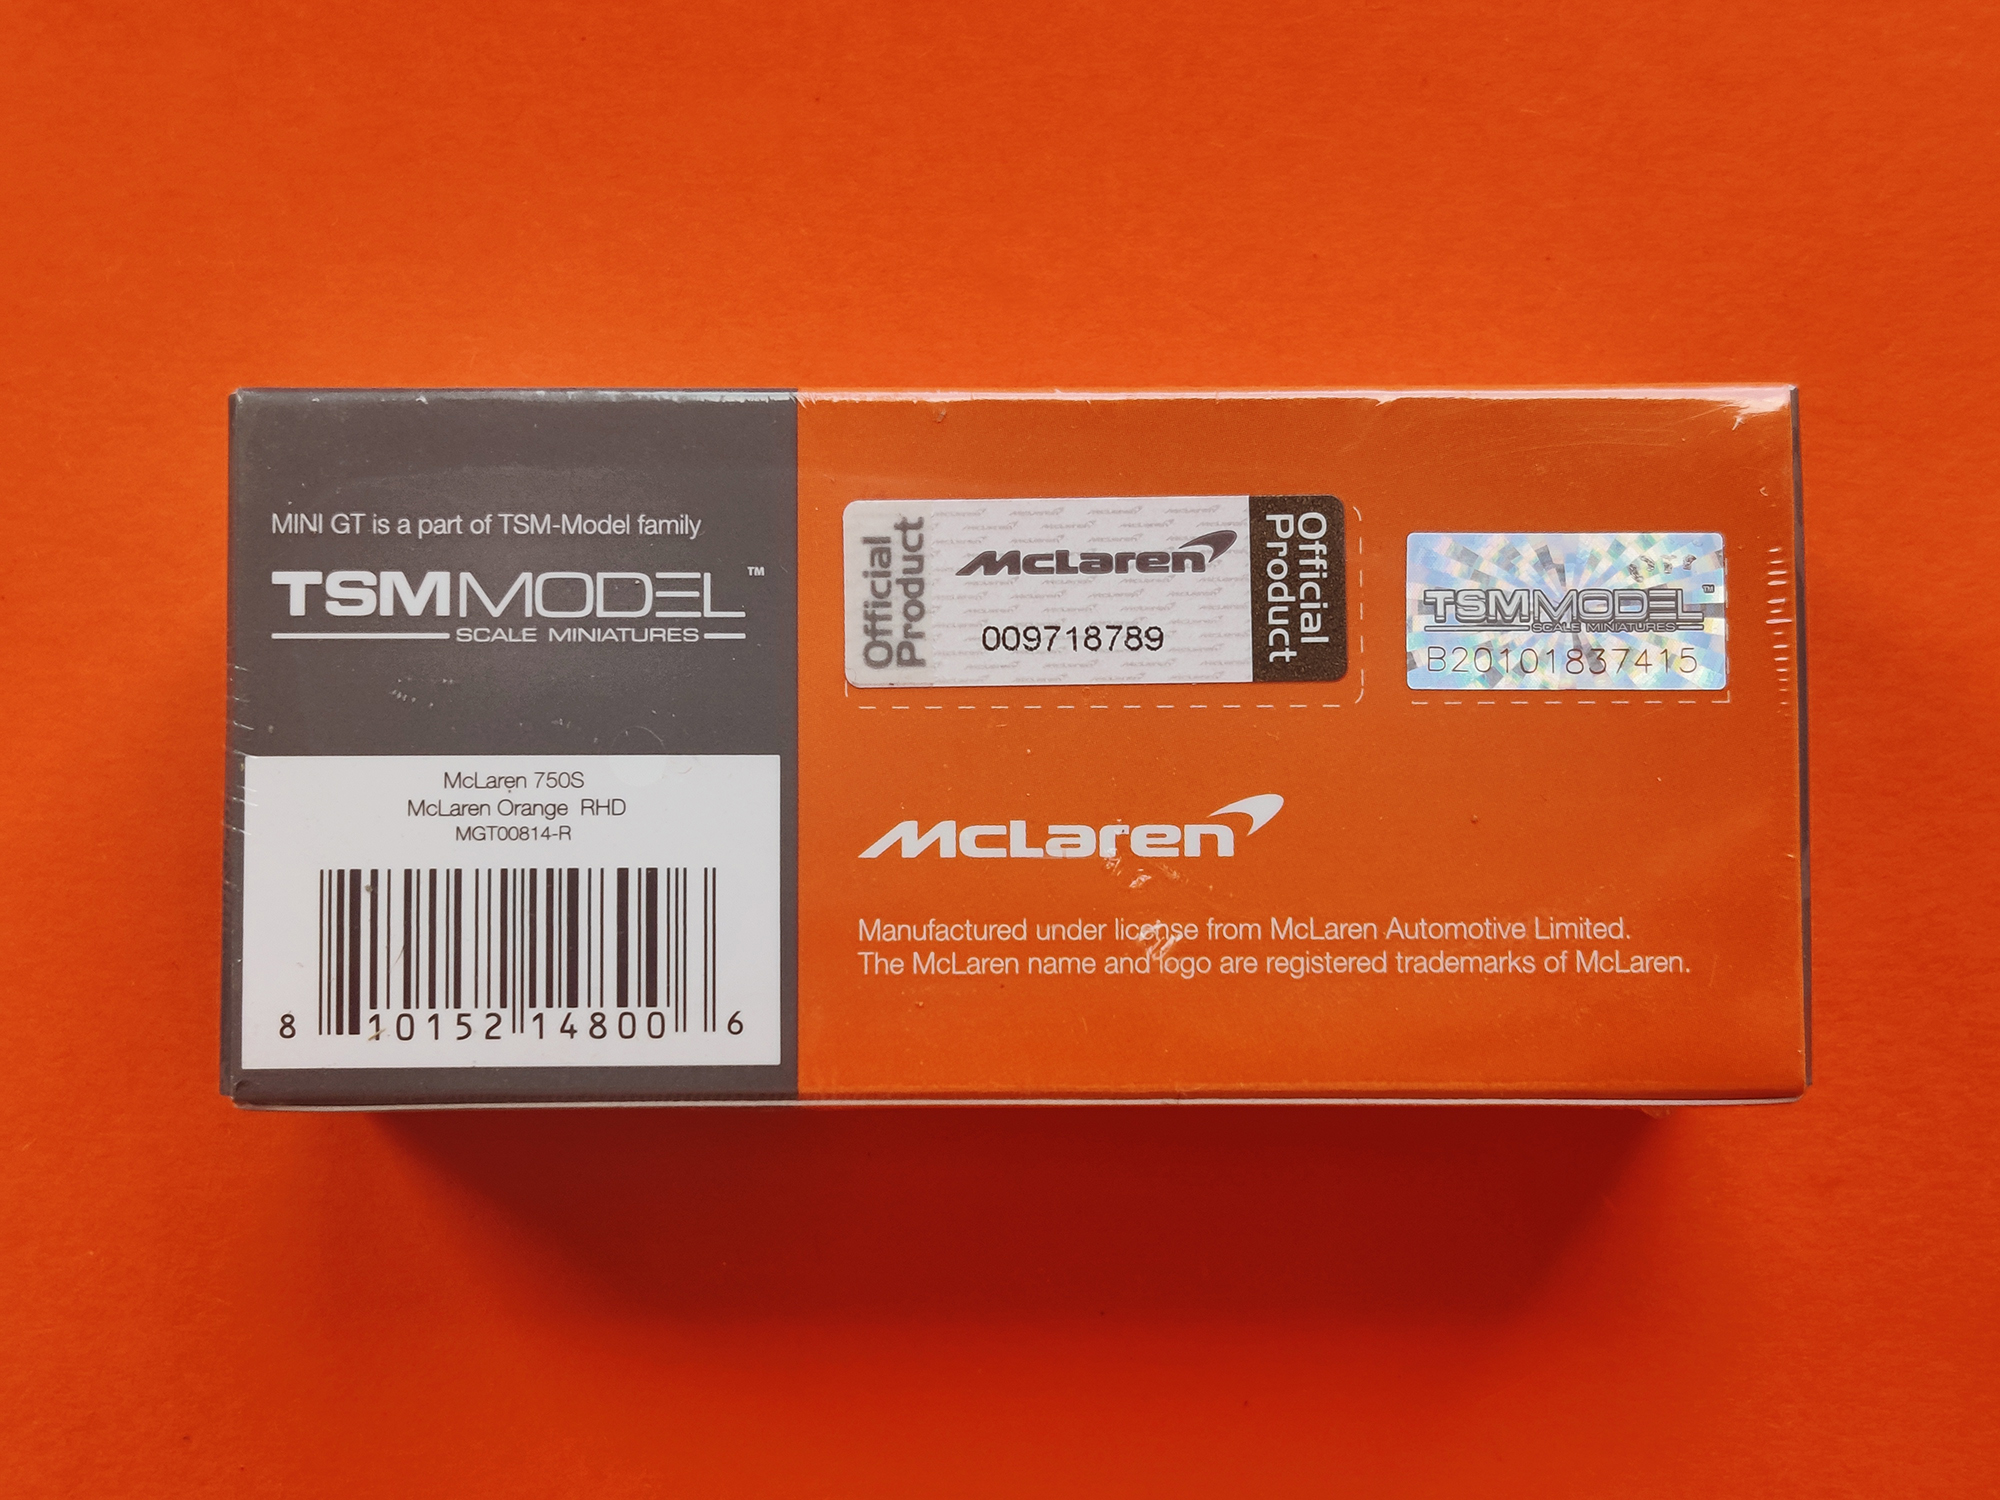 MINI GT is a part of TSM-Model family
TSMMODEL™
SCALE MINIATURES
McLaren 750S
McLaren Orange RHD
MGT00814-R
8 10152 14800 6
Official Product
McLaren
009718789
Official Product
TSMMODEL™
SCALE MINIATURES
B20101837415
McLaren
Manufactured under license from McLaren Automotive Limited.
The McLaren name and logo are registered trademarks of McLaren.